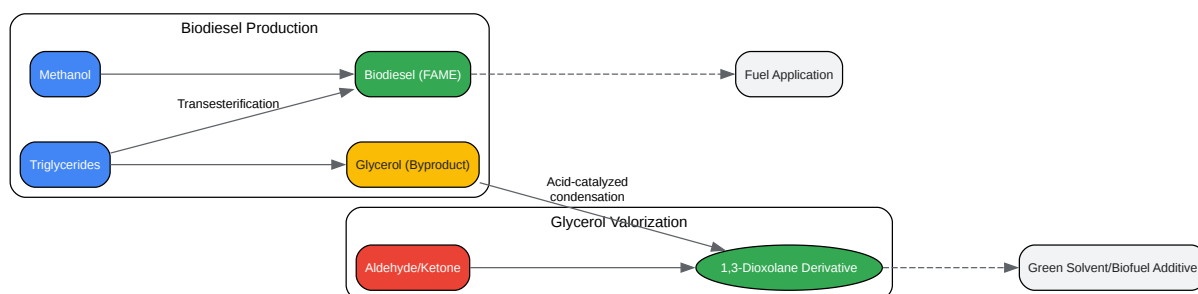 Biodiesel Production
Methanol
Biodiesel (FAME)
Fuel Application
Transesterification
Triglycerides
Glycerol (Byproduct)
Acid-catalyzed
condensation
Glycerol Valorization
Aldehyde/Ketone
1,3-Dioxolane Derivative
Green Solvent/Biofuel Additive